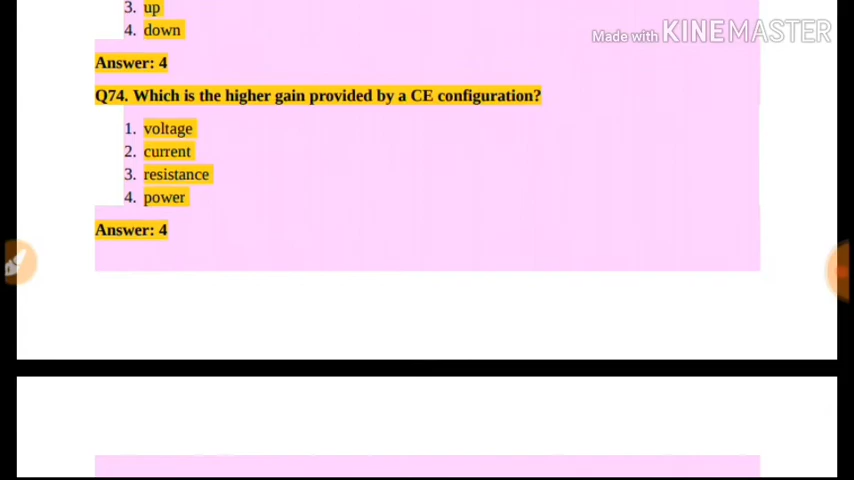 3. up
4. down
Made with KINEMASTER
Answer: 4
Q74. Which is the higher gain provided by a CE configuration?
1. voltage
2. current
3. resistance
4. power
Answer: 4